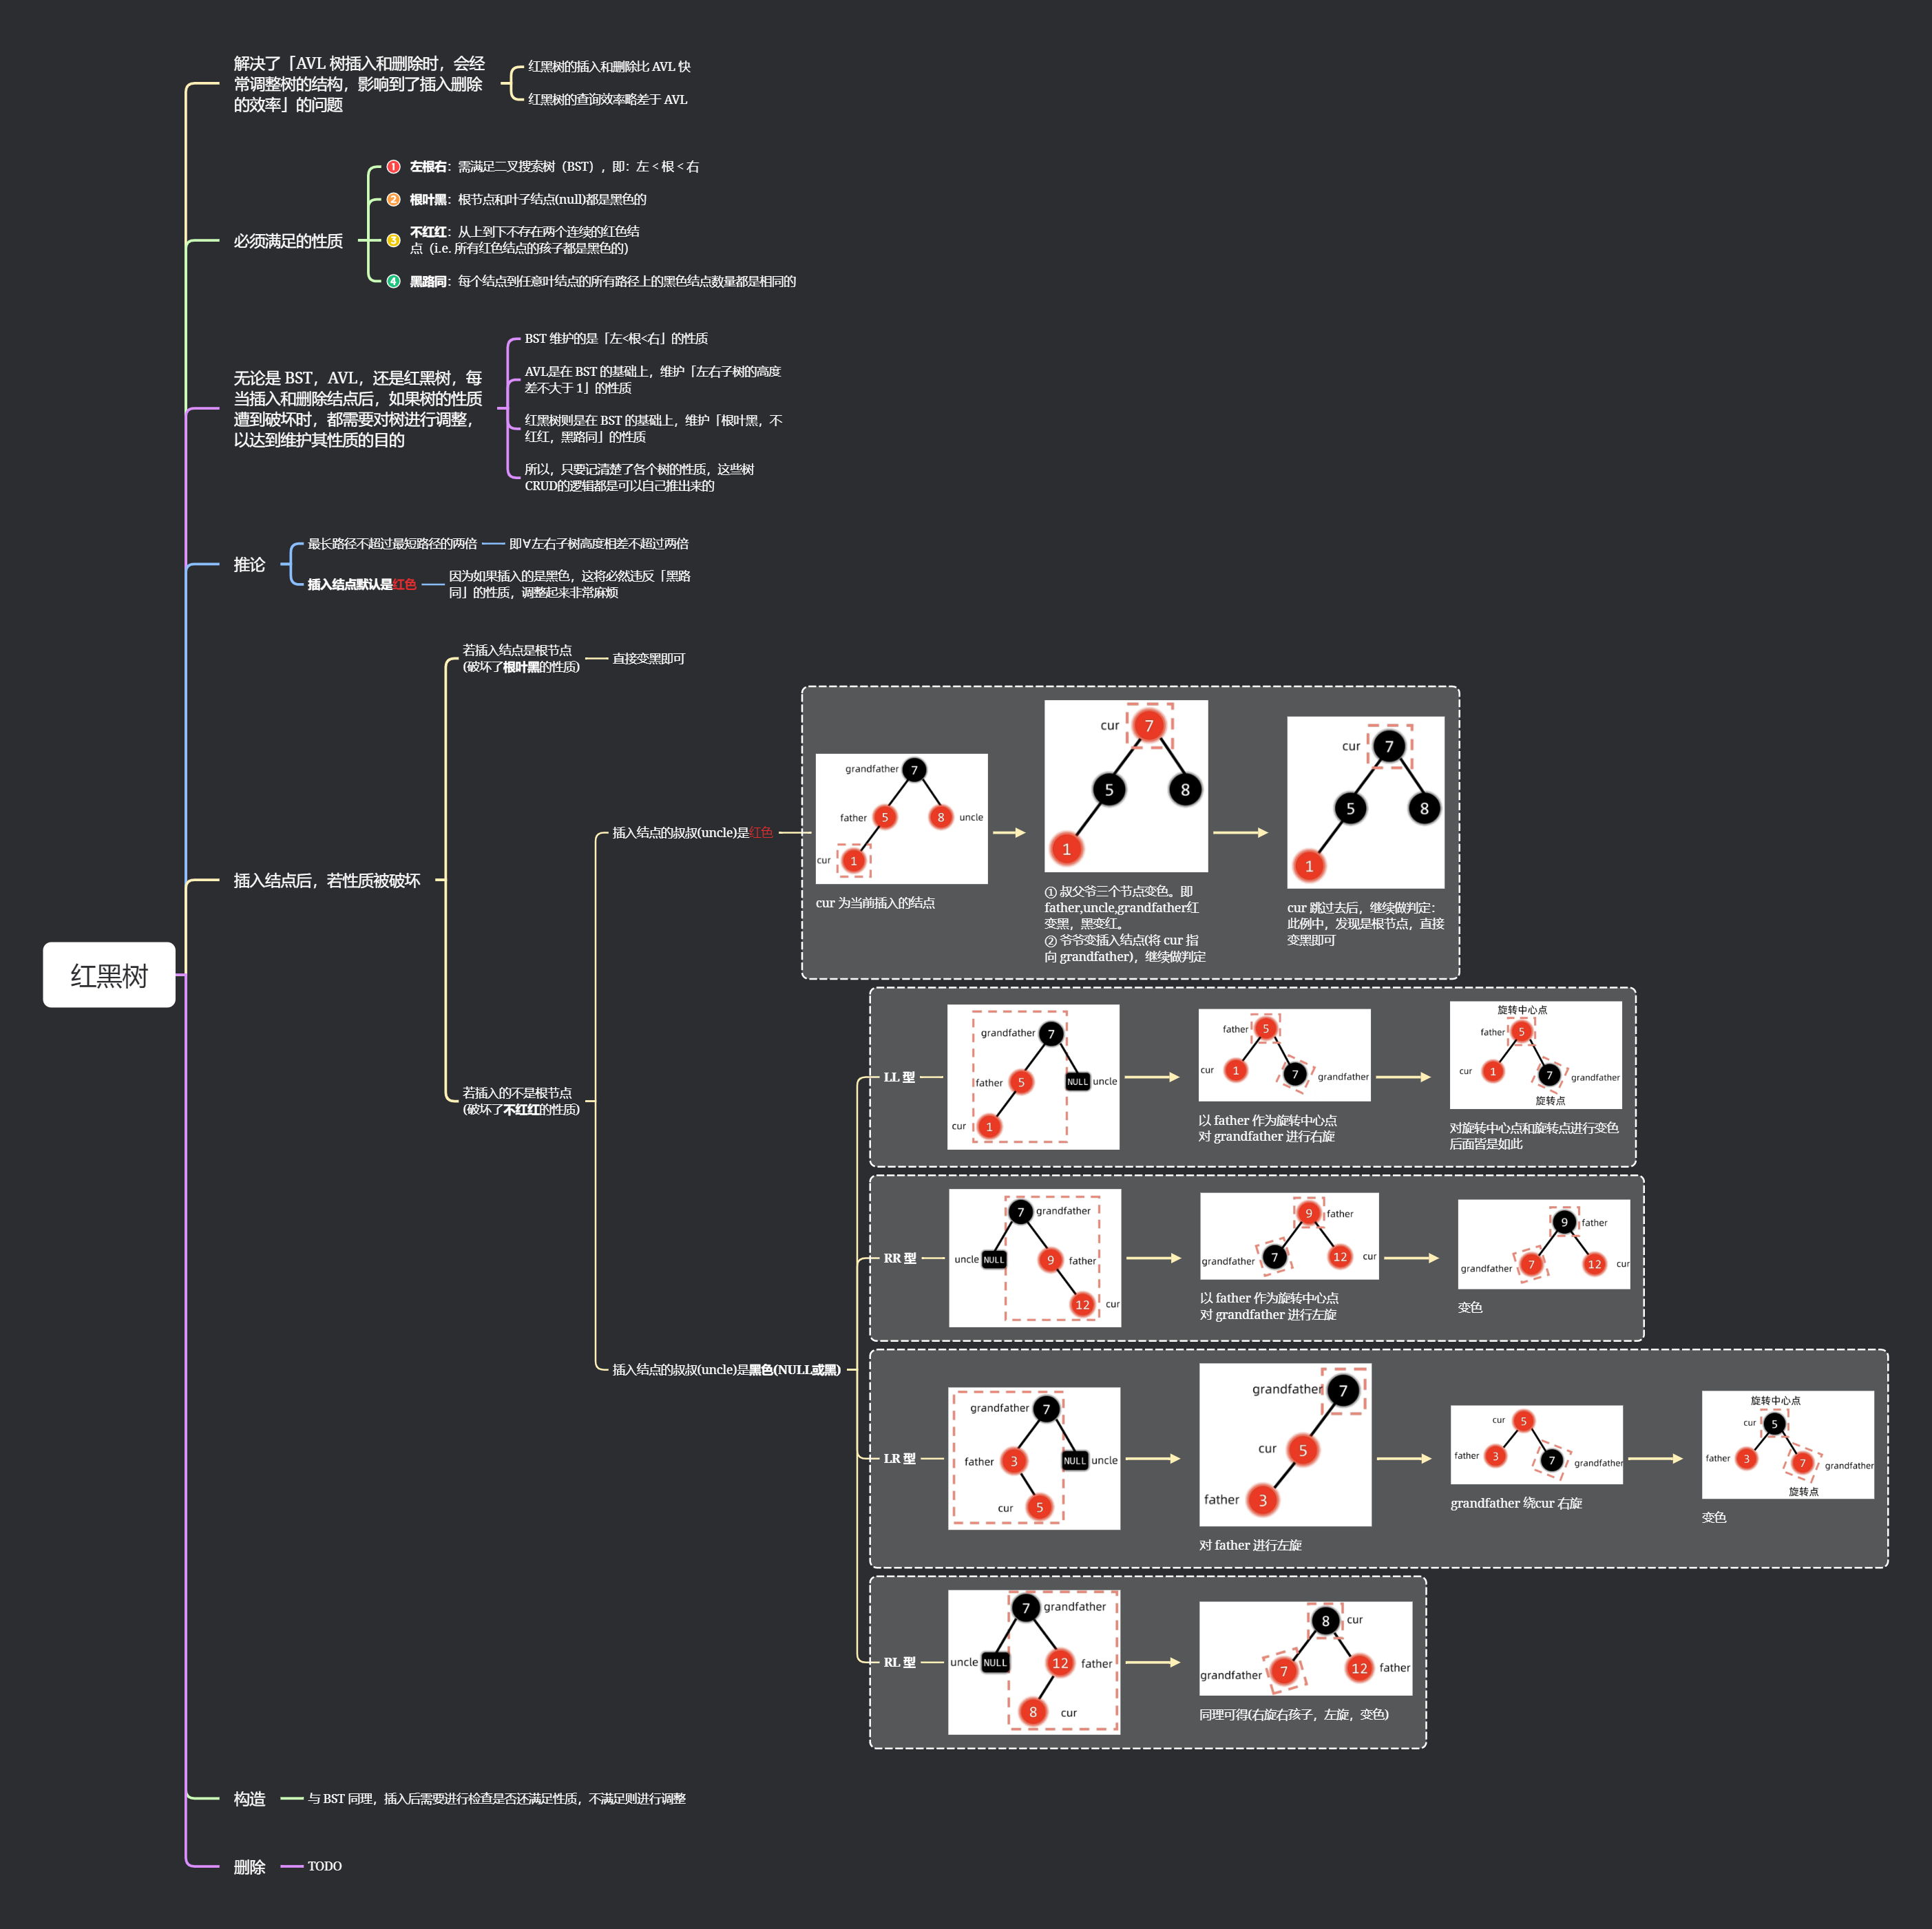 红黑树
解决了「AVL 树插入和删除时，会经
常调整树的结构，影响到了插入删除
的效率」的问题
红黑树的插入和删除比 AVL 快
红黑树的查询效率略差于 AVL
必须满足的性质
1 左根右：需满足二叉搜索树（BST），即：左 < 根 < 右
2 根叶黑：根节点和叶子结点(null)都是黑色的
3 不红红：从上到下不存在两个连续的红色结
点（i.e. 所有红色结点的孩子都是黑色的）
4 黑路同：每个结点到任意叶结点的所有路径上的黑色结点数量都是相同的
无论是 BST，AVL，还是红黑树，每
当插入和删除结点后，如果树的性质
遭到破坏时，都需要对树进行调整，
以达到维护其性质的目的
BST 维护的是「左<根<右」的性质
AVL是在 BST 的基础上，维护「左右子树的高度
差不大于 1」的性质
红黑树则是在 BST 的基础上，维护「根叶黑，不
红红，黑路同」的性质
所以，只要记清楚了各个树的性质，这些树
CRUD的逻辑都是可以自己推出来的
推论
最长路径不超过最短路径的两倍
即∀左右子树高度相差不超过两倍
插入结点默认是红色
因为如果插入的是黑色，这将必然违反「黑路
同」的性质，调整起来非常麻烦
插入结点后，若性质被破坏
若插入结点是根节点
(破坏了根叶黑的性质)
直接变黑即可
若插入的不是根节点
(破坏了不红红的性质)
插入结点的叔叔(uncle)是红色
grandfather 7
father 5
8 uncle
cur 1
cur 为当前插入的结点
cur 7
5
8
1
① 叔父爷三个节点变色。即
father,uncle,grandfather红
变黑，黑变红。
② 爷爷变插入结点(将 cur 指
向 grandfather)，继续做判定
cur 7
5
8
1
cur 跳过去后，继续做判定：
此例中，发现是根节点，直接
变黑即可
插入结点的叔叔(uncle)是黑色(NULL或黑)
LL 型
grandfather 7
father 5
NULL uncle
cur 1
father 5
cur 1
7 grandfather
以 father 作为旋转中心点
对 grandfather 进行右旋
旋转中心点
father 5
cur 1
7 grandfather
旋转点
对旋转中心点和旋转点进行变色
后面皆是如此
RR 型
7 grandfather
uncle NULL
9 father
12 cur
9 father
grandfather 7
12 cur
以 father 作为旋转中心点
对 grandfather 进行左旋
9 father
grandfather 7
12 cur
变色
LR 型
grandfather 7
father 3
NULL uncle
cur 5
grandfather 7
cur 5
father 3
对 father 进行左旋
cur 5
father 3
7 grandfather
grandfather 绕cur 右旋
旋转中心点
cur 5
father 3
7 grandfather
旋转点
变色
RL 型
7 grandfather
uncle NULL
12 father
8 cur
8 cur
grandfather 7
12 father
同理可得(右旋右孩子，左旋，变色)
构造
与 BST 同理，插入后需要进行检查是否还满足性质，不满足则进行调整
删除
TODO